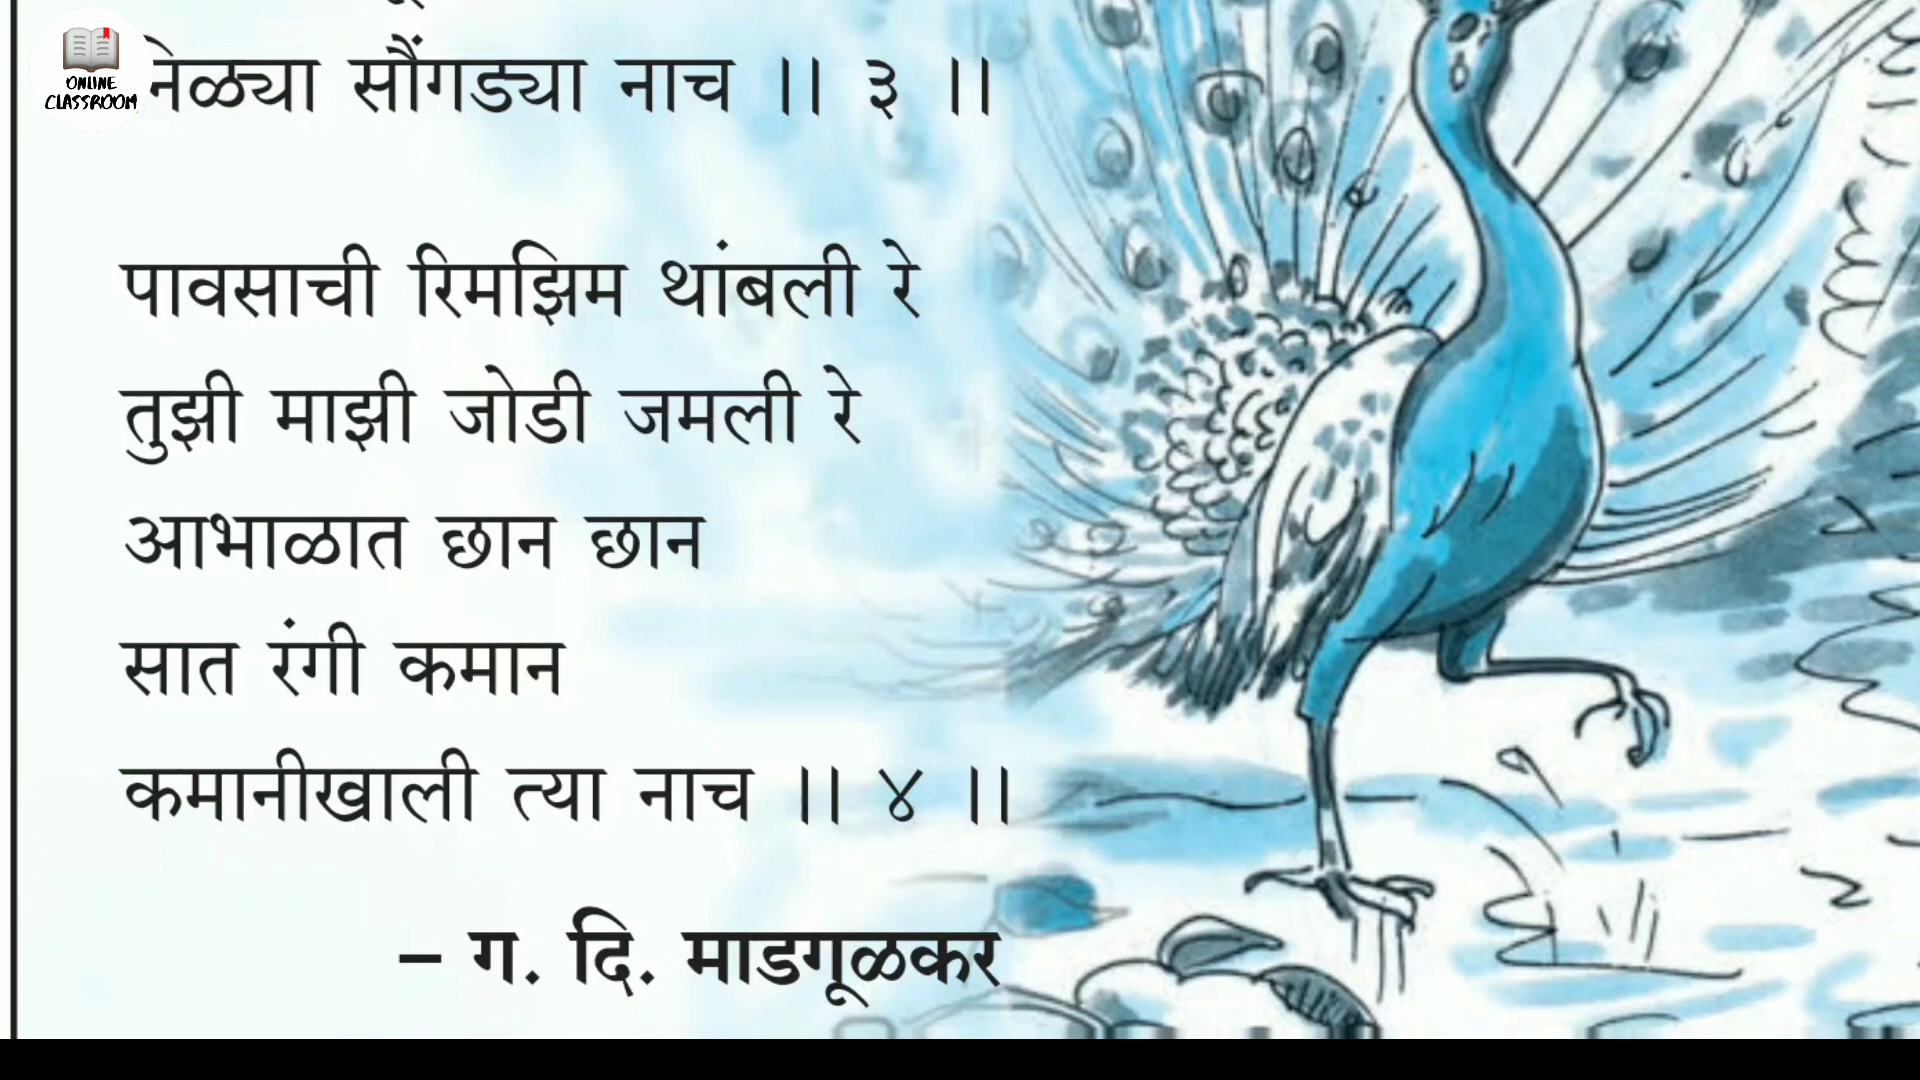 ONLINE
CLASSROOM
सौंगड्या नाच ।। ३ ।।
पावसाची रिमझिम थांबली रे
तुझी माझी जोडी जमली रे
आभाळात छान छान
सात रंगी कमान
कमानीखाली त्या नाच ।। ४ ।।
– ग. दि. माडगूळकर